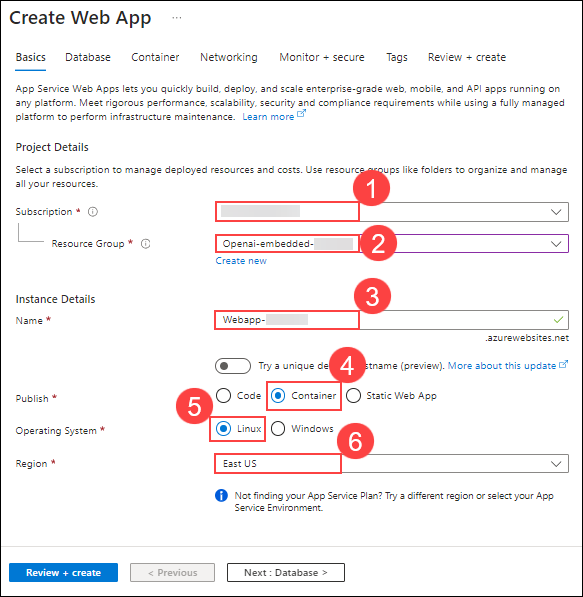 Create Web App ...
Basics Database Container Networking Monitor + secure Tags Review + create
App Service Web Apps lets you quickly build, deploy, and scale enterprise-grade web, mobile, and API apps running on
any platform. Meet rigorous performance, scalability, security and compliance requirements while using a fully managed
platform to perform infrastructure maintenance. Learn more
Project Details
Select a subscription to manage deployed resources and costs. Use resource groups like folders to organize and manage
all your resources.
1
Subscription *
Resource Group * Openai-embedded- 2
Create new
Instance Details
3
Name * Webapp-
.azurewebsites.net
Try a unique de hostname (preview). More about this update
4
Publish * Code Container Static Web App
5
Operating System * Linux Windows
6
Region * East US
Not finding your App Service Plan? Try a different region or select your App
Service Environment.
Review + create < Previous Next : Database >